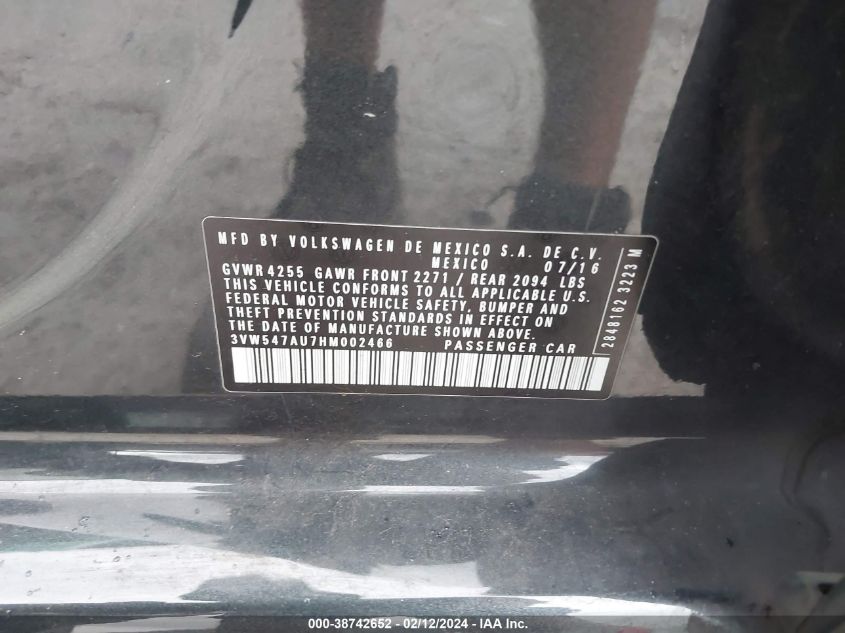 MFD BY VOLKSWAGEN DE MEXICO S.A. DE C.V.
MEXICO 07/16
GVWR 4255 GAWR FRONT 2271 / REAR 2094 LBS
THIS VEHICLE CONFORMS TO ALL APPLICABLE U.S.
FEDERAL MOTOR VEHICLE SAFETY, BUMPER AND
THEFT PREVENTION STANDARDS IN EFFECT ON
THE DATE OF MANUFACTURE SHOWN ABOVE.
3VW547AU7HM002466 PASSENGER CAR
2848162 3223 M
000-38742652 - 02/12/2024 - IAA Inc.